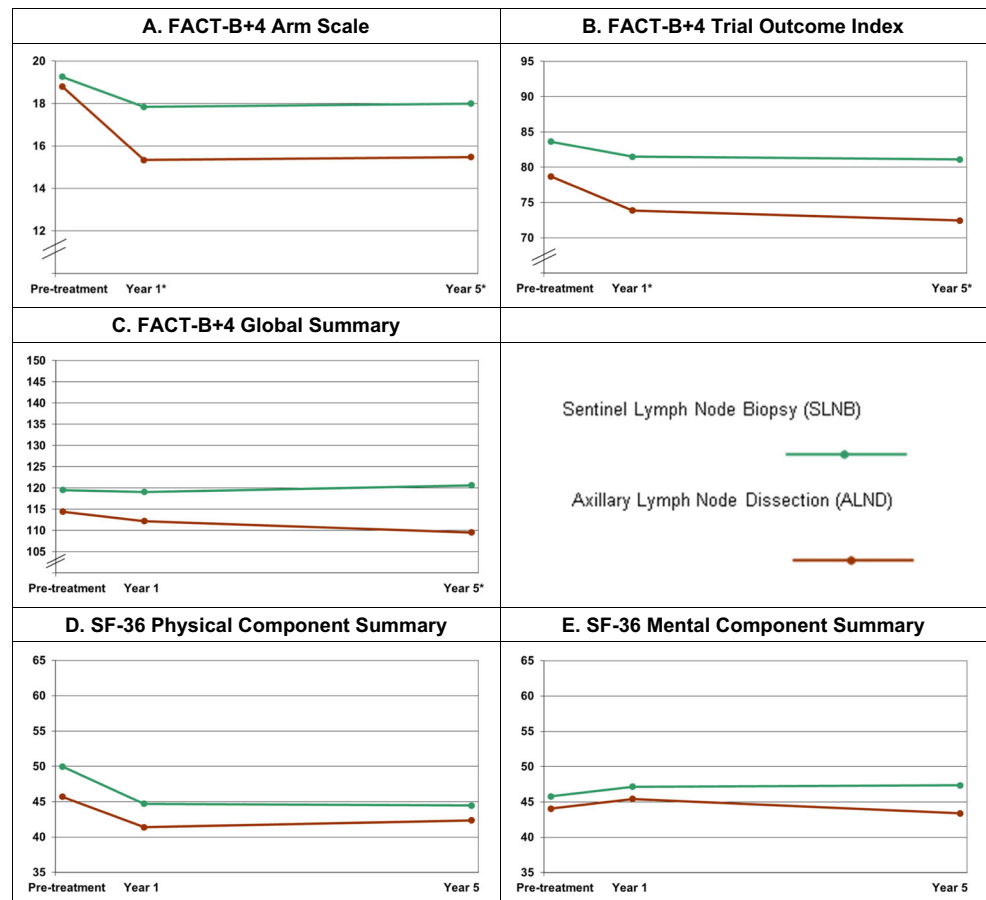 A. FACT-B+4 Arm Scale
20
18
16
14
12
Pre-treatment Year 1* Year 5*
B. FACT-B+4 Trial Outcome Index
95
90
85
80
75
70
Pre-treatment Year 1* Year 5*
C. FACT-B+4 Global Summary
150
145
140
135
130
125
120
115
110
105
Pre-treatment Year 1 Year 5*
Sentinel Lymph Node Biopsy (SLNB)
Axillary Lymph Node Dissection (ALND)
D. SF-36 Physical Component Summary
65
60
55
50
45
40
35
Pre-treatment Year 1 Year 5
E. SF-36 Mental Component Summary
65
60
55
50
45
40
35
Pre-treatment Year 1 Year 5